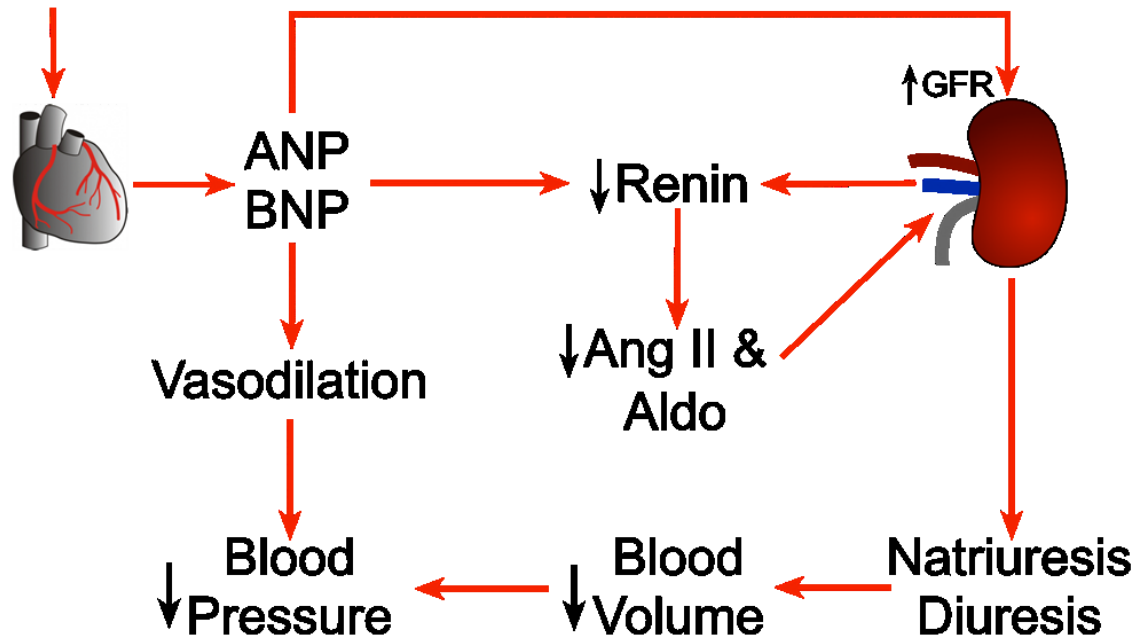 ↑GFR
ANP
BNP
↓Renin
↓Ang II &
Aldo
Vasodilation
Blood
↓Pressure
Blood
↓Volume
Natriuresis
Diuresis